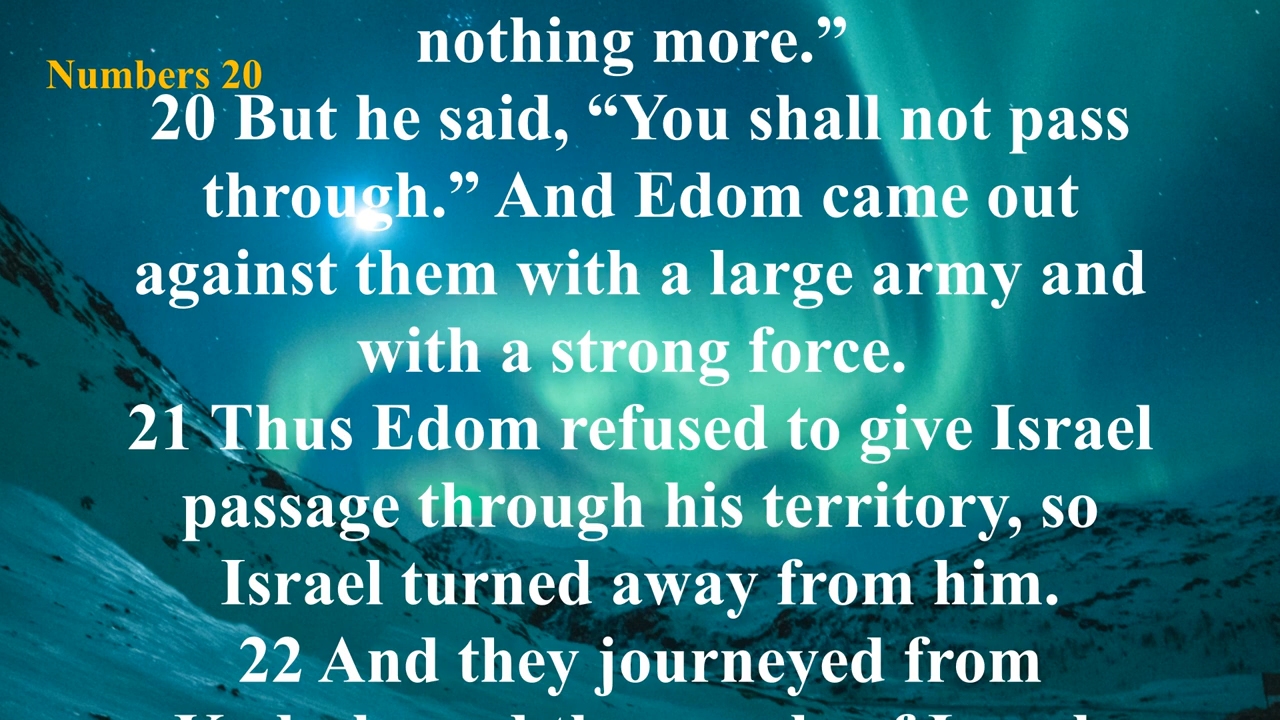 nothing more.”
Numbers 20
20 But he said, “You shall not pass
through.” And Edom came out
against them with a large army and
with a strong force.
21 Thus Edom refused to give Israel
passage through his territory, so
Israel turned away from him.
22 And they journeyed from